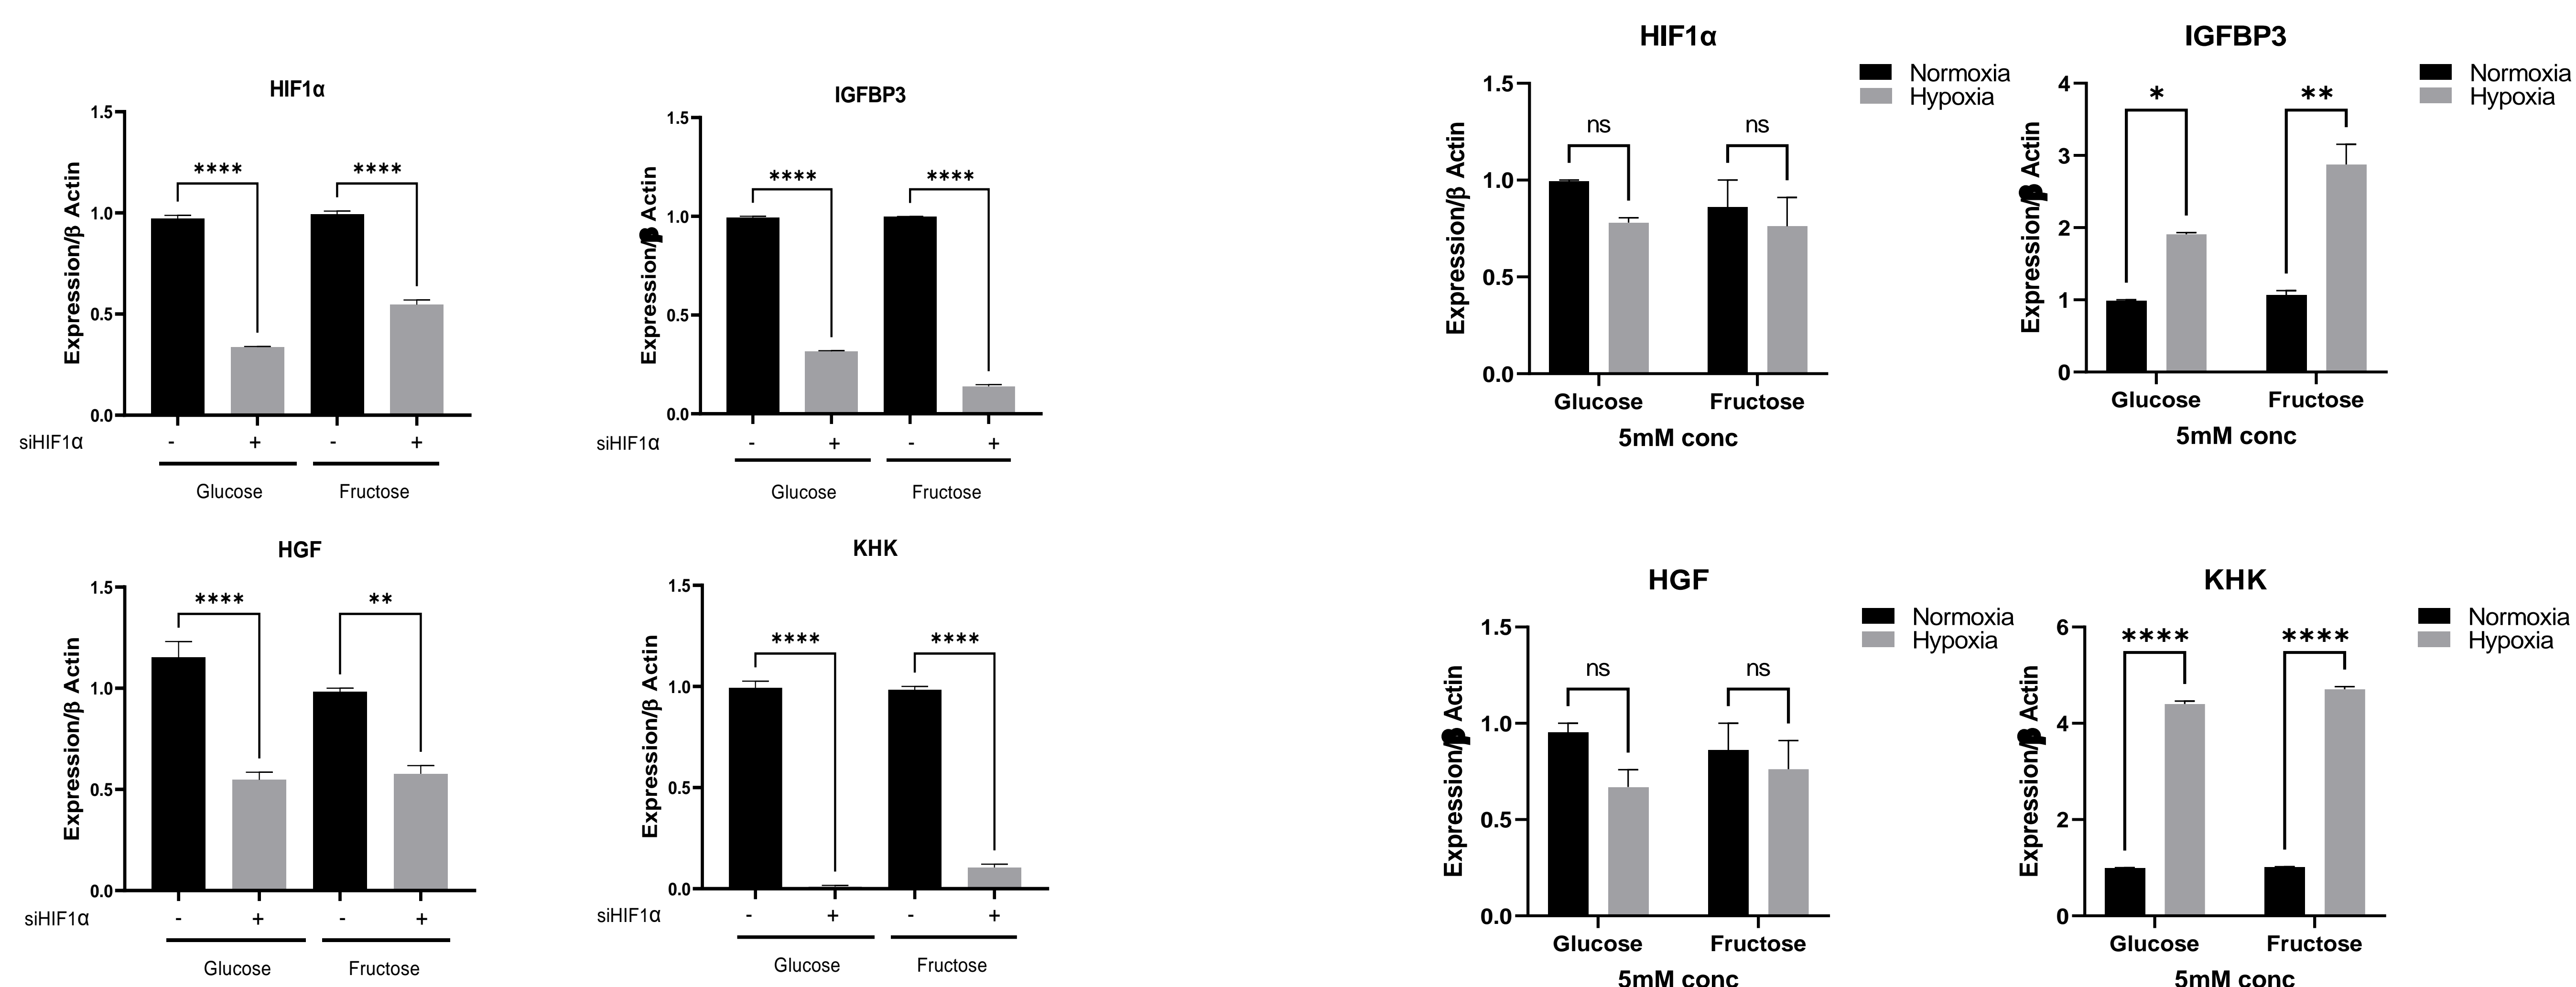 HIF1α
1.5
1.0
0.5
0.0
Expression/β Actin
****
****
siHIF1α - + - +
Glucose Fructose
IGFBP3
1.5
1.0
0.5
0.0
Expression/β Actin
****
****
siHIF1α - + - +
Glucose Fructose
HIF1α
Normoxia
Hypoxia
1.5
1.0
0.5
0.0
Expression/β Actin
ns
ns
Glucose Fructose
5mM conc
IGFBP3
Normoxia
Hypoxia
4
3
2
1
0
Expression/β Actin
*
**
Glucose Fructose
5mM conc
HGF
1.5
1.0
0.5
0.0
Expression/β Actin
****
**
siHIF1α - + - +
Glucose Fructose
KHK
1.5
1.0
0.5
0.0
Expression/β Actin
****
****
siHIF1α - + - +
Glucose Fructose
HGF
Normoxia
Hypoxia
1.5
1.0
0.5
0.0
Expression/β Actin
ns
ns
Glucose Fructose
5mM conc
KHK
Normoxia
Hypoxia
6
4
2
0
Expression/β Actin
****
****
Glucose Fructose
5mM conc